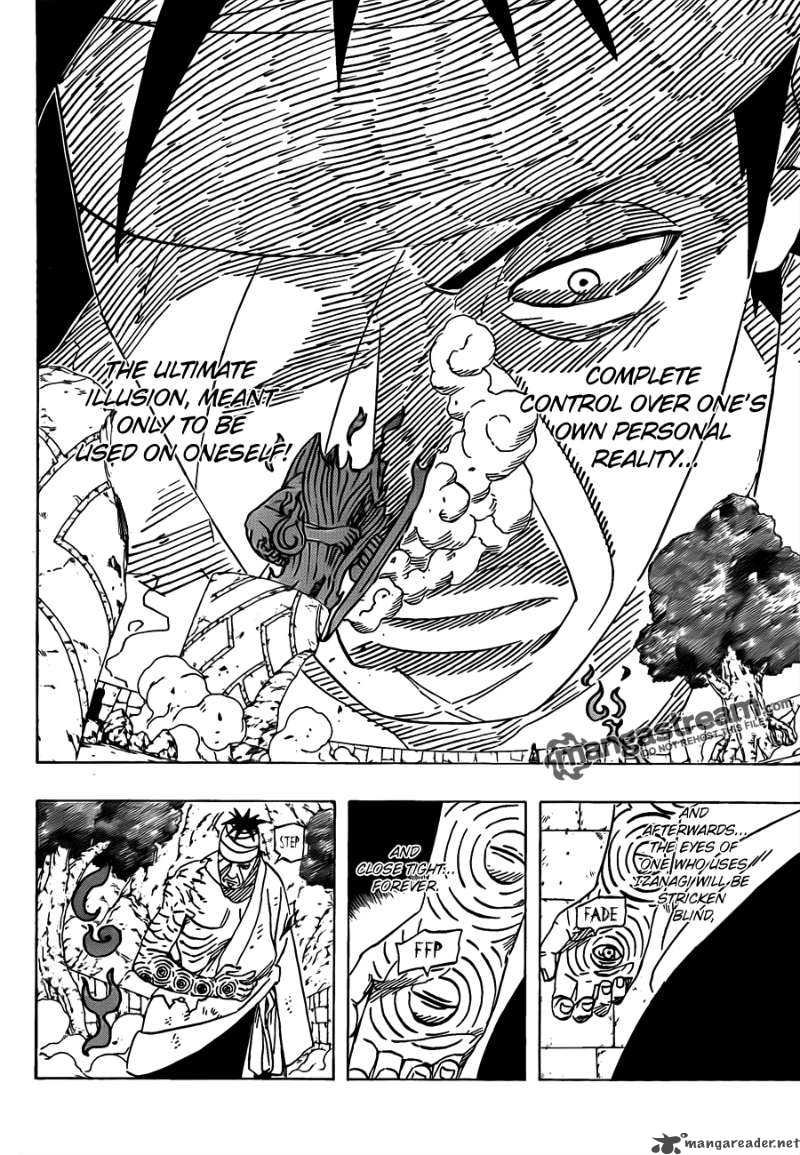 COMPLETE
CONTROL OVER ONE'S
OWN PERSONAL
REALITY...
THE ULTIMATE
ILLUSION, MEANT
ONLY TO BE
USED ON ONESELF!
mangastream.com
DO NOT REHOST THIS FILE
AND
AFTERWARDS...
THE EYES OF
ONE WHO USES
IZANAGI WILL BE
STRICKEN
BLIND,
FADE
AND
CLOSE TIGHT...
FOREVER.
FFP
STEP
mangareader.net